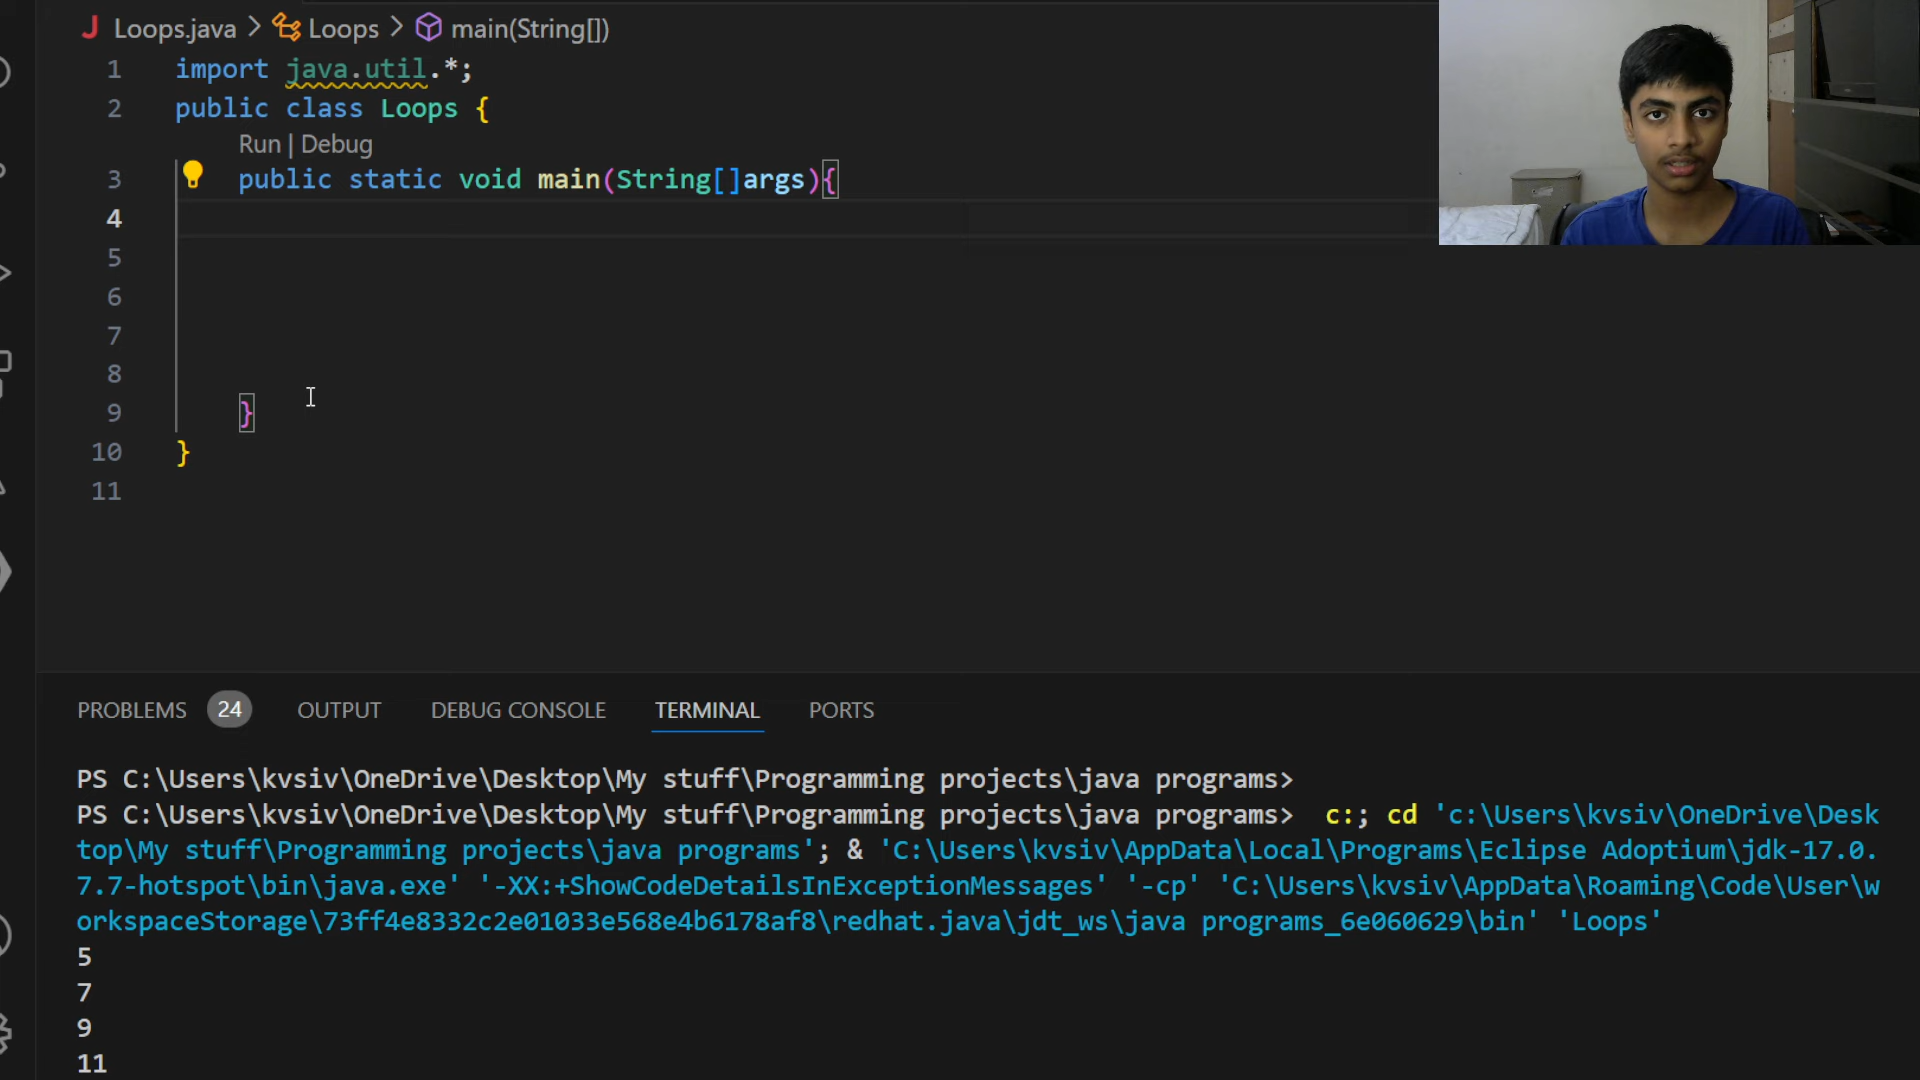 J Loops.java > Loops > main(String[])
1 import java.util.*;
2 public class Loops {
Run | Debug
3 public static void main(String[]args){
4
5
6
7
8
9 }
10 }
11
PROBLEMS 24 OUTPUT DEBUG CONSOLE TERMINAL PORTS
PS C:\Users\kvsiv\OneDrive\Desktop\My stuff\Programming projects\java programs>
PS C:\Users\kvsiv\OneDrive\Desktop\My stuff\Programming projects\java programs>  c:; cd 'c:\Users\kvsiv\OneDrive\Desk
top\My stuff\Programming projects\java programs'; & 'C:\Users\kvsiv\AppData\Local\Programs\Eclipse Adoptium\jdk-17.0.
7.7-hotspot\bin\java.exe' '-XX:+ShowCodeDetailsInExceptionMessages' '-cp' 'C:\Users\kvsiv\AppData\Roaming\Code\User\w
orkspaceStorage\73ff4e8332c2e01033e568e4b6178af8\redhat.java\jdt_ws\java programs_6e060629\bin' 'Loops'
5
7
9
11